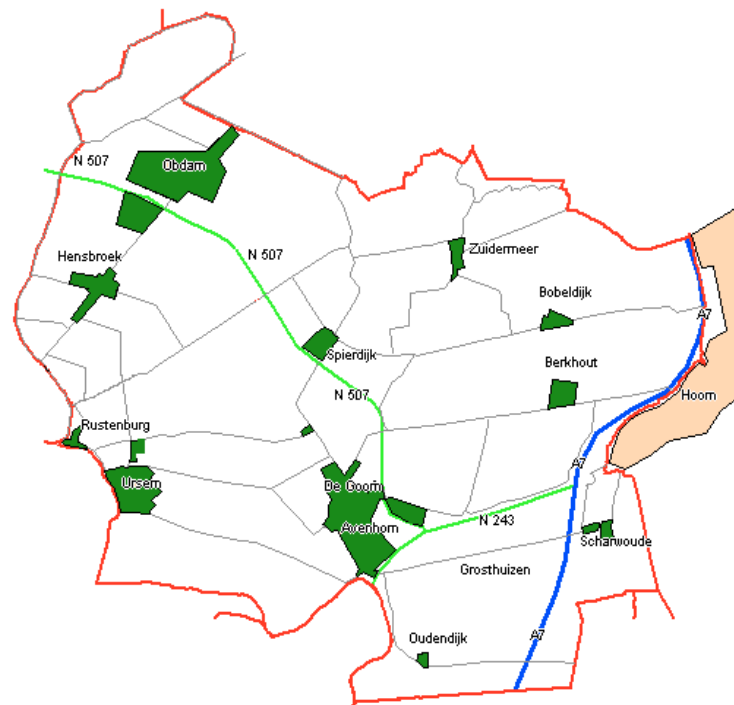 N 507
Obdam
Hensbroek
N 507
Zuidermeer
Bobeldijk
A7
Spierdijk
Berkhout
N 507
Hoorn
Rustenburg
A7
Ursem
De Goorn
Avenhorn
N 243
Scharwoude
Grosthuizen
Oudendijk
A7